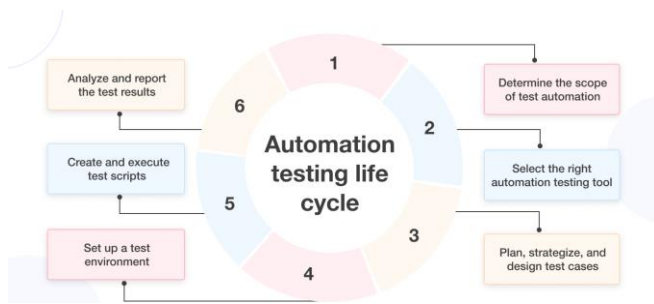 1
Determine the scope
of test automation
2
Select the right
automation testing tool
3
Plan, strategize, and
design test cases
4
Set up a test
environment
5
Create and execute
test scripts
6
Analyze and report
the test results
Automation
testing life
cycle